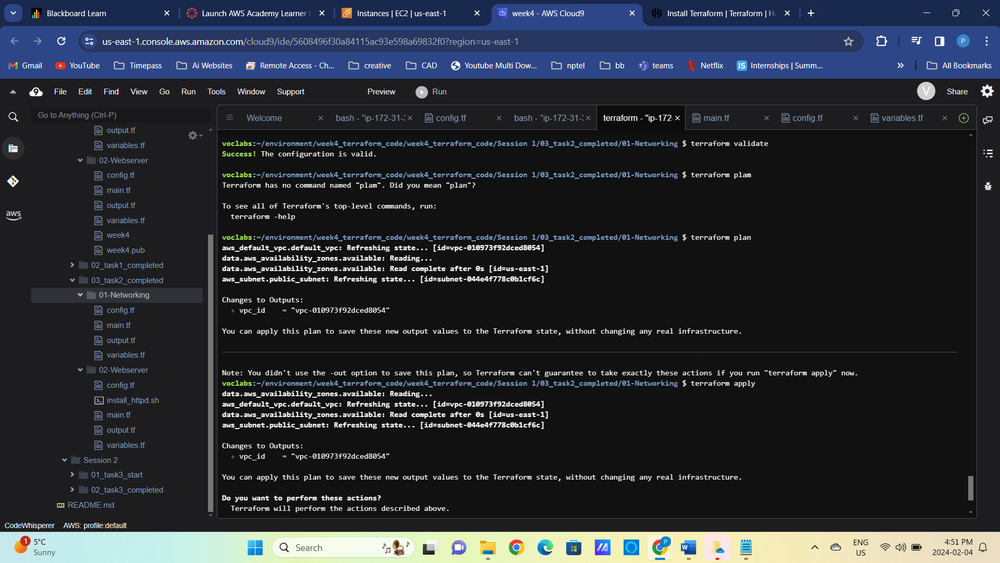 Blackboard Learn
Launch AWS Academy Learner
Instances | EC2 | us-east-1
week4 - AWS Cloud9
Install Terraform | Terraform | Ha
us-east-1.console.aws.amazon.com/cloud9/ide/5608496f30a84115ac93e598a69832f0?region=us-east-1
P
Gmail
YouTube
Timepass
Ai Websites
Remote Access - Ch...
creative
CAD
Youtube Multi Dow...
nptel
bb
teams
Netflix
IS
Internships | Summ...
All Bookmarks
9
File
Edit
Find
View
Go
Run
Tools
Window
Support
Preview
Run
V
Share
Go to Anything (Ctrl-P)
Welcome
bash - "ip-172-31-
config.tf
bash - "ip-172-31-
terraform - "ip-172-
main.tf
config.tf
variables.tf
aws
output.tf
variables.tf
02-Webserver
config.tf
main.tf
output.tf
variables.tf
week4
week4.pub
02_task1_completed
03_task2_completed
01-Networking
config.tf
main.tf
output.tf
variables.tf
02-Webserver
config.tf
install_httpd.sh
main.tf
output.tf
variables.tf
Session 2
01_task3_start
02_task3_completed
README.md
voclabs:~/environment/week4_terraform_code/week4_terraform_code/Session 1/03_task2_completed/01-Networking $ terraform validate
Success! The configuration is valid.
voclabs:~/environment/week4_terraform_code/week4_terraform_code/Session 1/03_task2_completed/01-Networking $ terraform plam
Terraform has no command named "plam". Did you mean "plan"?
To see all of Terraform's top-level commands, run:
terraform -help
voclabs:~/environment/week4_terraform_code/week4_terraform_code/Session 1/03_task2_completed/01-Networking $ terraform plan
aws_default_vpc.default_vpc: Refreshing state... [id=vpc-010973f92dced8054]
data.aws_availability_zones.available: Reading...
data.aws_availability_zones.available: Read complete after 0s [id=us-east-1]
aws_subnet.public_subnet: Refreshing state... [id=subnet-044e4f778c0b1cf6c]
Changes to Outputs:
+ vpc_id    = "vpc-010973f92dced8054"
You can apply this plan to save these new output values to the Terraform state, without changing any real infrastructure.
Note: You didn't use the -out option to save this plan, so Terraform can't guarantee to take exactly these actions if you run "terraform apply" now.
voclabs:~/environment/week4_terraform_code/week4_terraform_code/Session 1/03_task2_completed/01-Networking $ terraform apply
data.aws_availability_zones.available: Reading...
aws_default_vpc.default_vpc: Refreshing state... [id=vpc-010973f92dced8054]
data.aws_availability_zones.available: Read complete after 0s [id=us-east-1]
aws_subnet.public_subnet: Refreshing state... [id=subnet-044e4f778c0b1cf6c]
Changes to Outputs:
+ vpc_id    = "vpc-010973f92dced8054"
You can apply this plan to save these new output values to the Terraform state, without changing any real infrastructure.
Do you want to perform these actions?
Terraform will perform the actions described above.
CodeWhisperer
AWS: profile:default
1
5°C
Sunny
Search
P
W
ENG
US
4:51 PM
2024-02-04